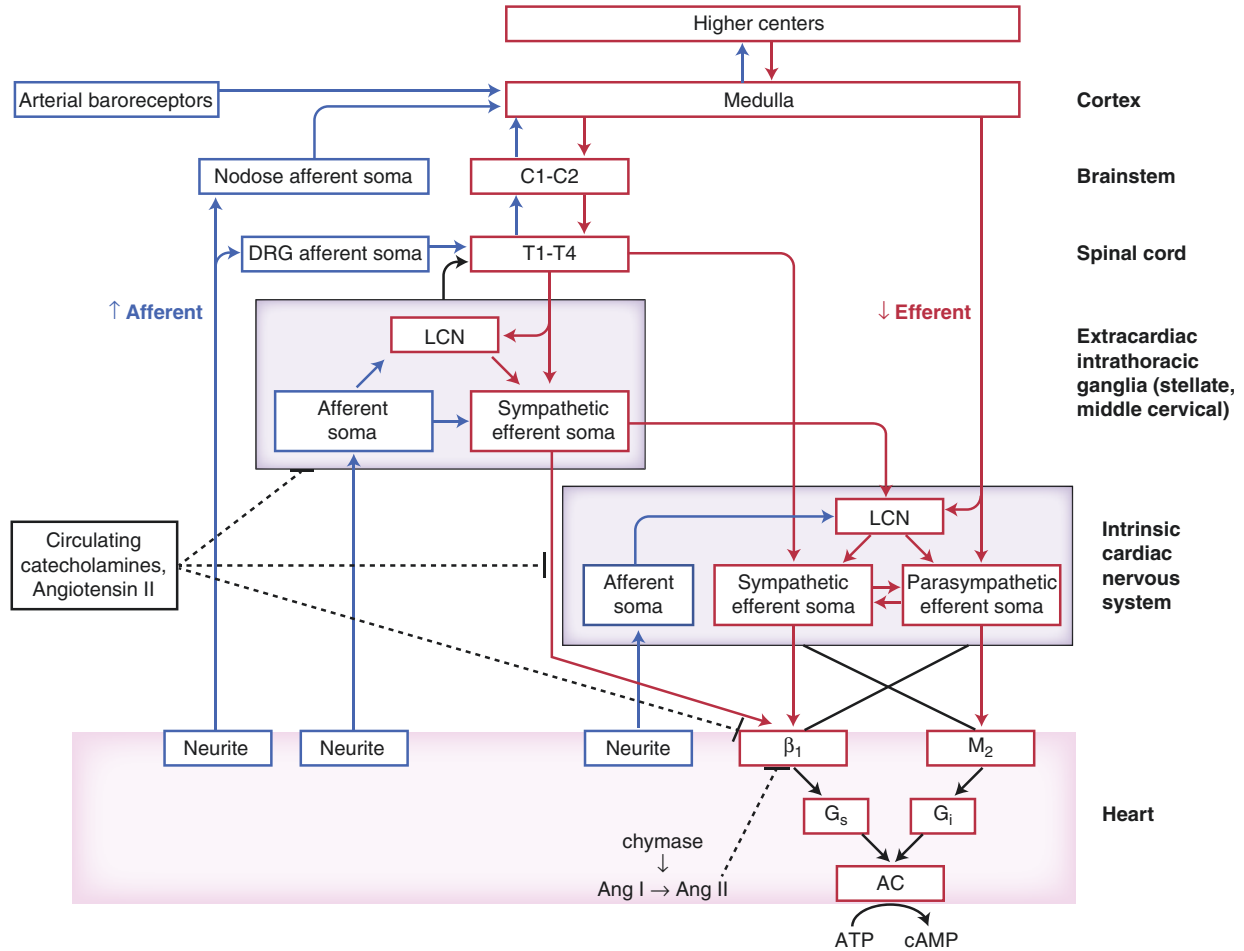 Higher centers
Arterial baroreceptors
Medulla
Cortex
Nodose afferent soma
C1-C2
Brainstem
DRG afferent soma
T1-T4
Spinal cord
↑ Afferent
↓ Efferent
LCN
Extracardiac
intrathoracic
ganglia (stellate,
middle cervical)
Afferent
soma
Sympathetic
efferent soma
Circulating
catecholamines,
Angiotensin II
LCN
Afferent
soma
Sympathetic
efferent soma
Parasympathetic
efferent soma
Intrinsic
cardiac
nervous
system
Neurite
Neurite
Neurite
β₁
M₂
Gₛ
Gᵢ
Heart
chymase
↓
Ang I → Ang II
AC
ATP
cAMP